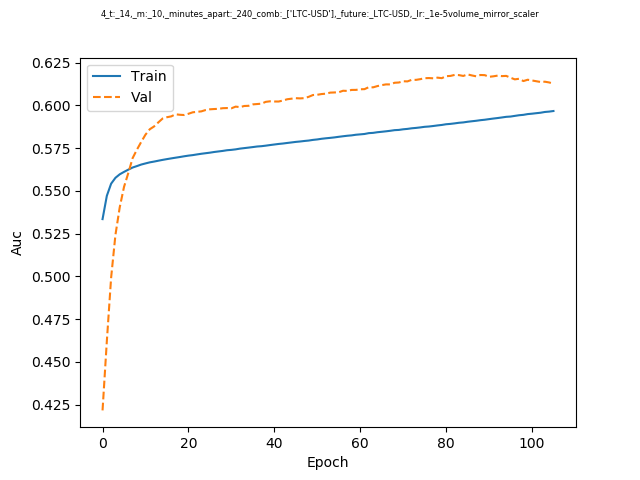 4_t:_14,_m:_10,_minutes_apart:_240_comb:_['LTC-USD'],_future:_LTC-USD,_lr:_1e-5volume_mirror_scaler
0.625
0.600
0.575
0.550
0.525
0.500
0.475
0.450
0.425
Auc
Train
Val
0 20 40 60 80 100
Epoch